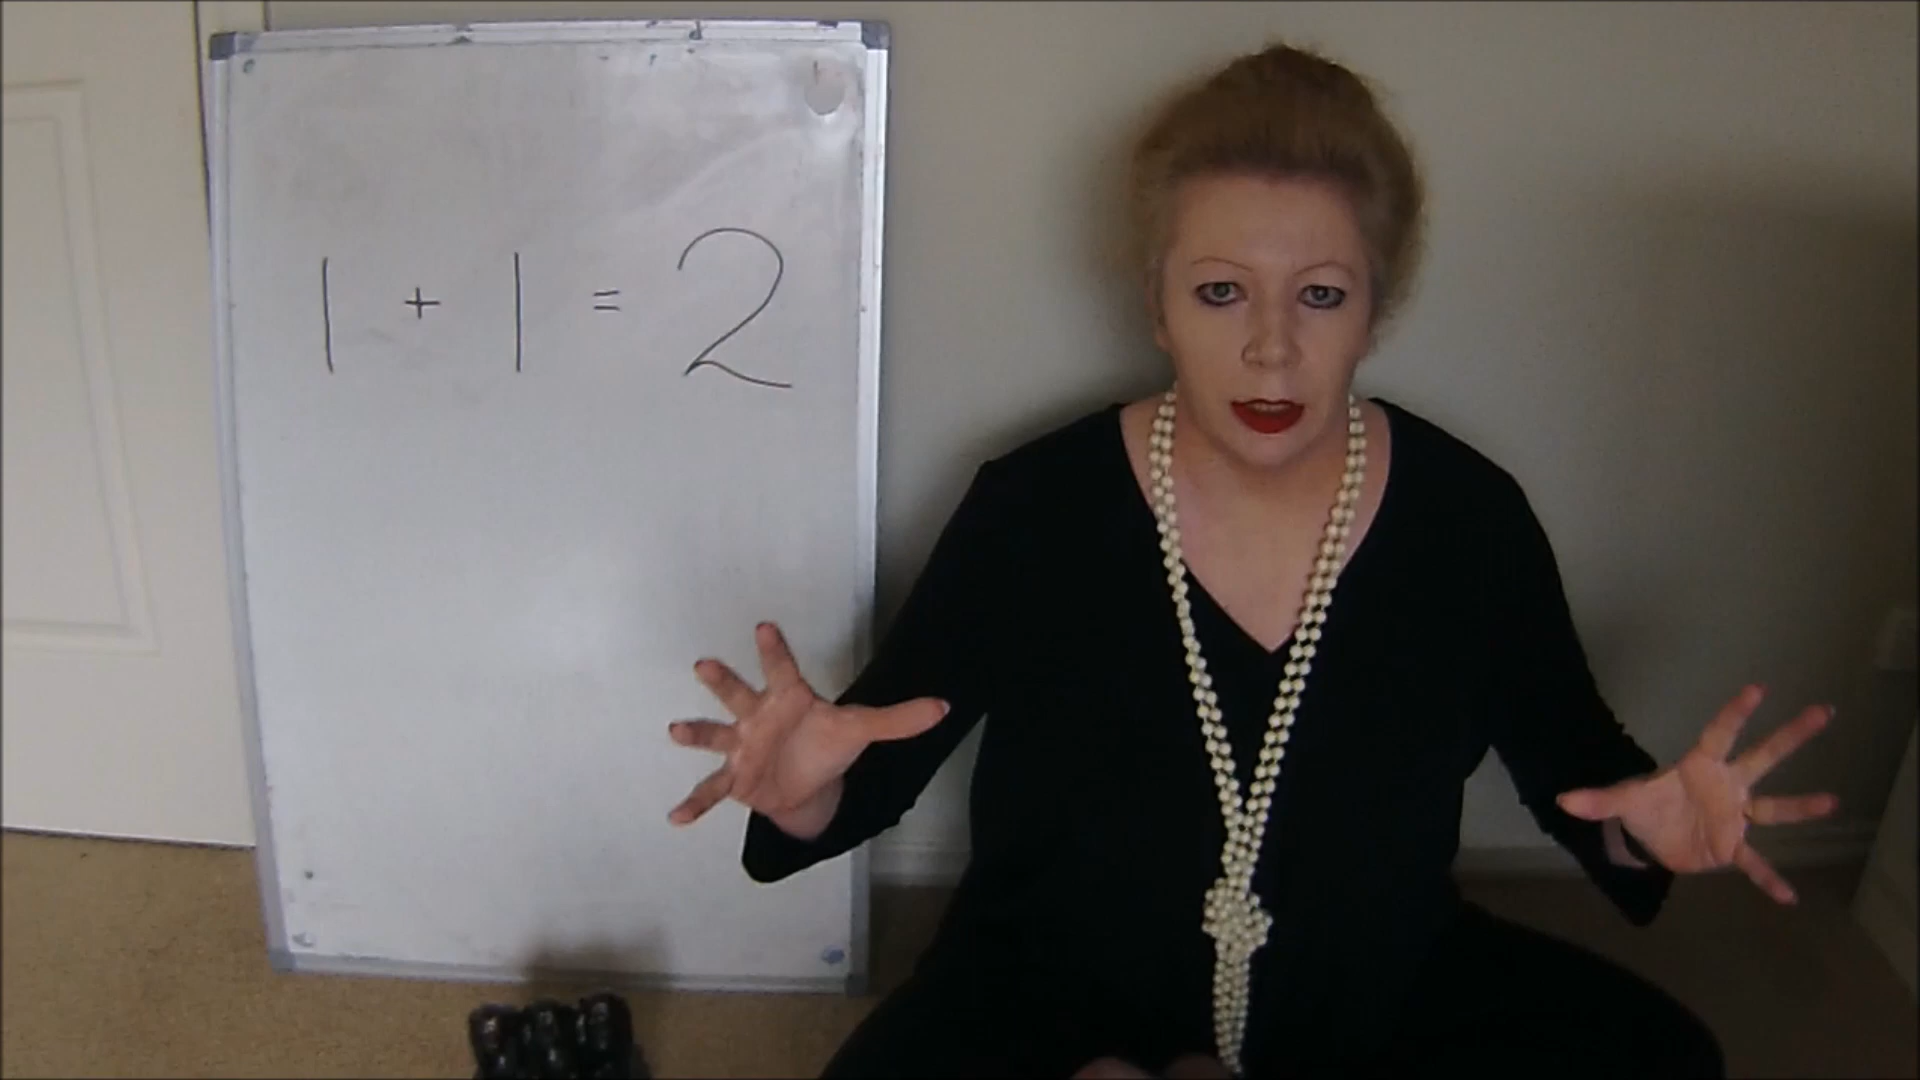 1 + 1 = 2